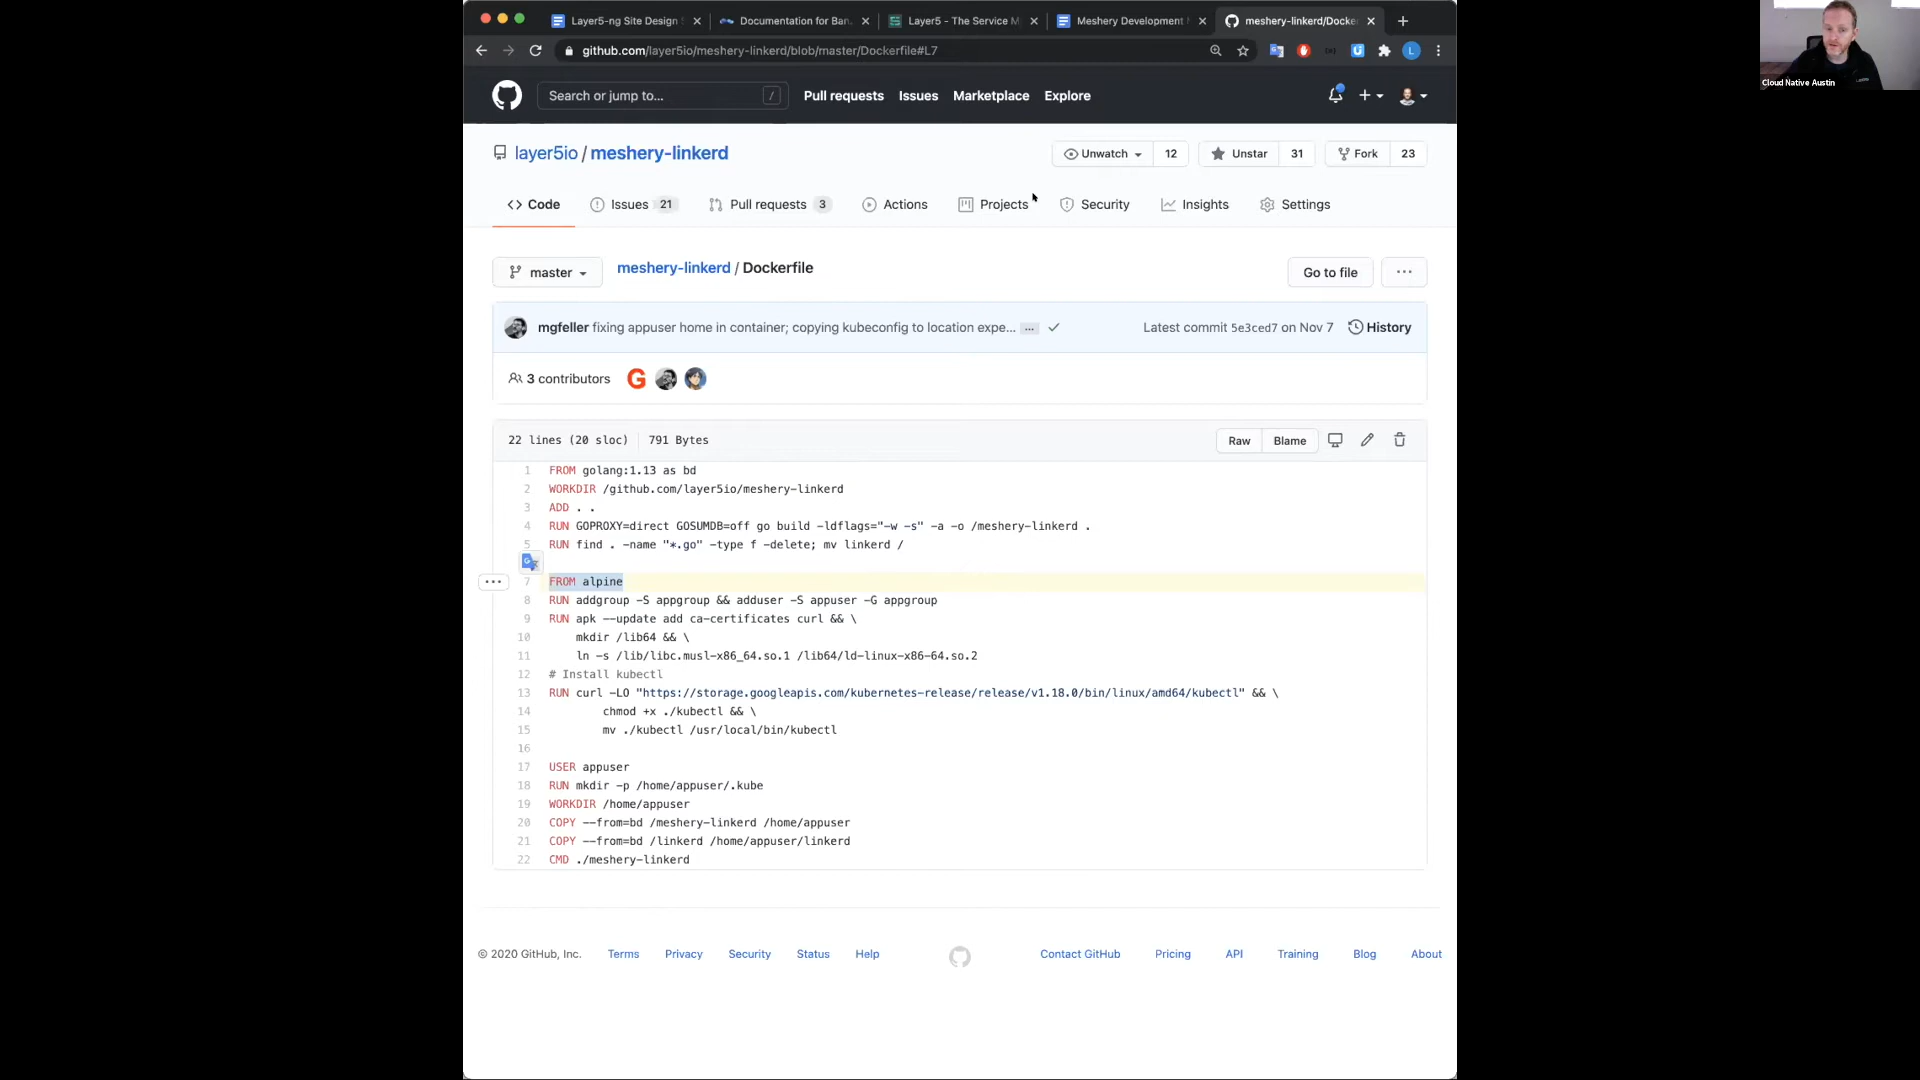 Layer5-ng Site Design
Documentation for Ban
Layer5 - The Service M
Meshery Development
meshery-linkerd/Docke
github.com/layer5io/meshery-linkerd/blob/master/Dockerfile#L7
L
Cloud Native Austin
Search or jump to...
/
Pull requests
Issues
Marketplace
Explore
layer5io / meshery-linkerd
Unwatch
12
Unstar
31
Fork
23
Code
Issues 21
Pull requests 3
Actions
Projects
Security
Insights
Settings
master
meshery-linkerd / Dockerfile
Go to file
...
mgfeller fixing appuser home in container; copying kubeconfig to location expe... ...
Latest commit 5e3ced7 on Nov 7
History
3 contributors
G
22 lines (20 sloc)
791 Bytes
Raw
Blame
1 FROM golang:1.13 as bd
2 WORKDIR /github.com/layer5io/meshery-linkerd
3 ADD . .
4 RUN GOPROXY=direct GOSUMDB=off go build -ldflags="-w -s" -a -o /meshery-linkerd .
5 RUN find . -name "*.go" -type f -delete; mv linkerd /
7 FROM alpine
8 RUN addgroup -S appgroup && adduser -S appuser -G appgroup
9 RUN apk --update add ca-certificates curl && \
10 mkdir /lib64 && \
11 ln -s /lib/libc.musl-x86_64.so.1 /lib64/ld-linux-x86-64.so.2
12 # Install kubectl
13 RUN curl -LO "https://storage.googleapis.com/kubernetes-release/release/v1.18.0/bin/linux/amd64/kubectl" && \
14 chmod +x ./kubectl && \
15 mv ./kubectl /usr/local/bin/kubectl
16
17 USER appuser
18 RUN mkdir -p /home/appuser/.kube
19 WORKDIR /home/appuser
20 COPY --from=bd /meshery-linkerd /home/appuser
21 COPY --from=bd /linkerd /home/appuser/linkerd
22 CMD ./meshery-linkerd
© 2020 GitHub, Inc.
Terms
Privacy
Security
Status
Help
Contact GitHub
Pricing
API
Training
Blog
About